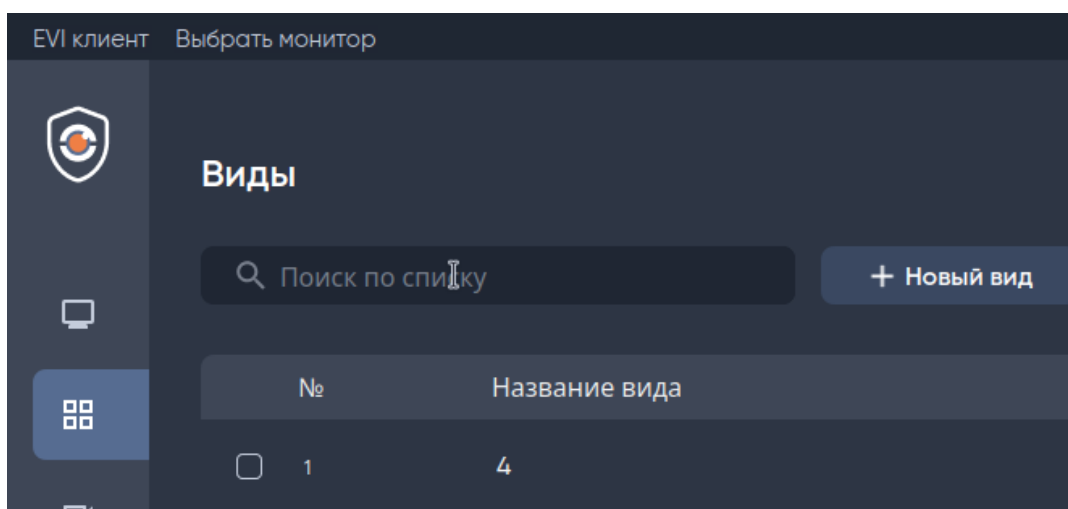 EVI клиент Выбрать монитор
Виды
Поиск по списку
+ Новый вид
№ Название вида
1 4